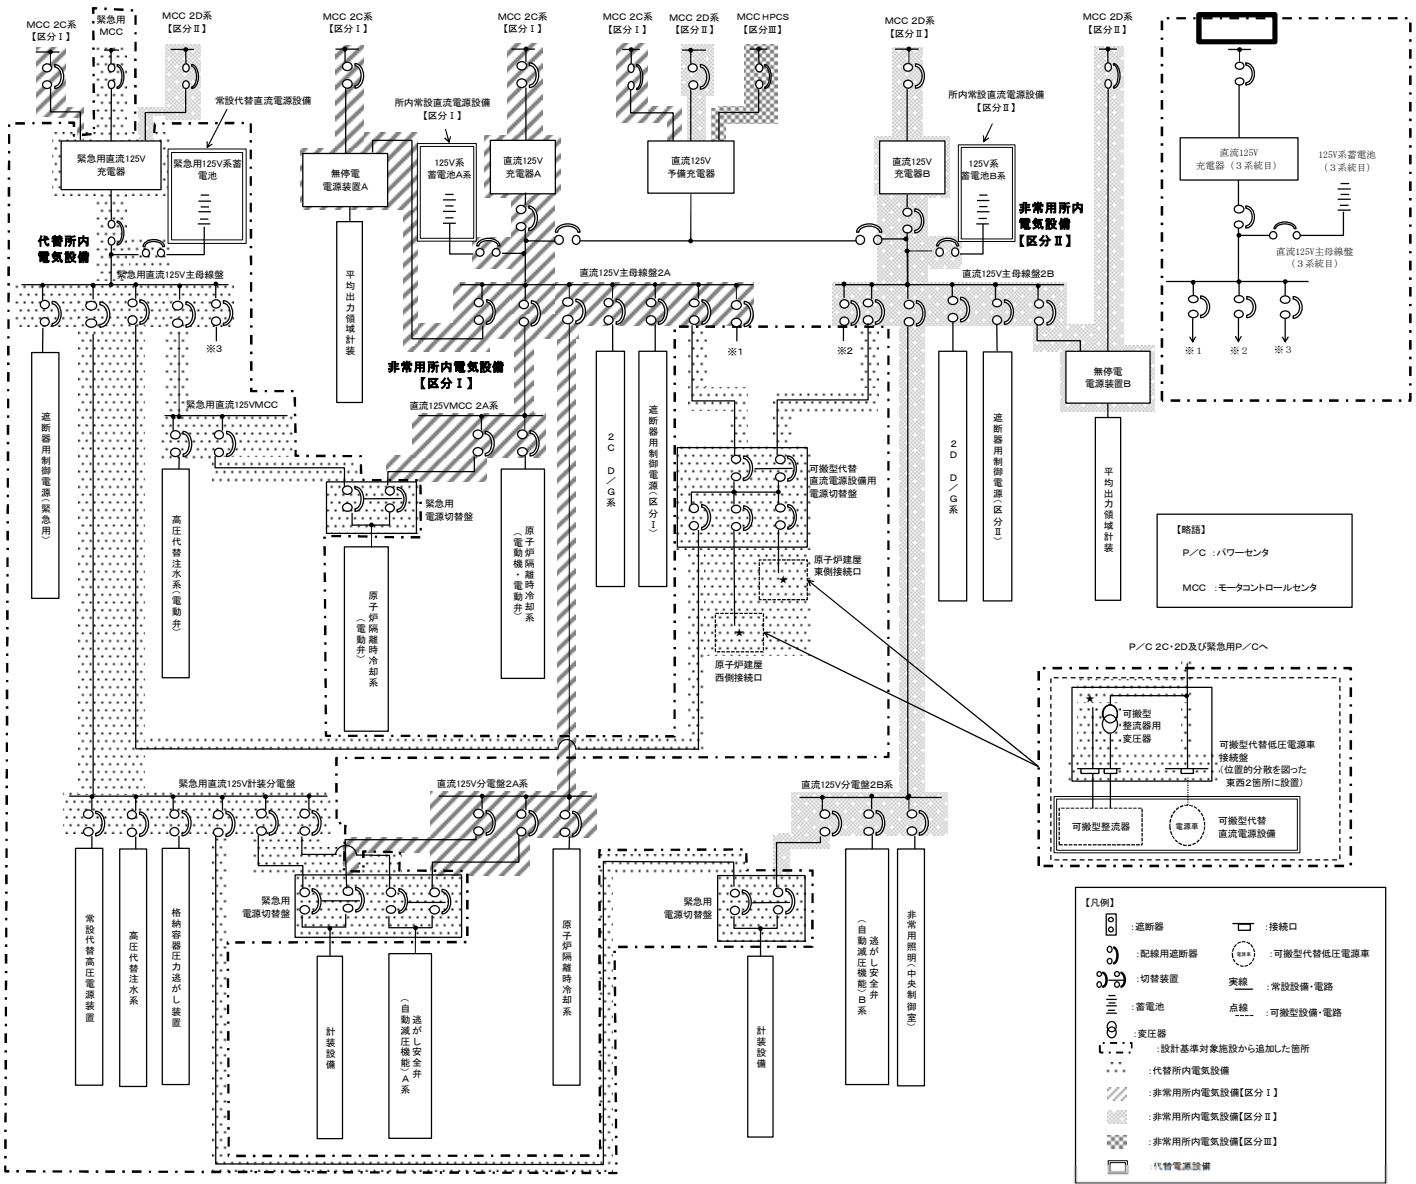 MCC 2C系
【区分Ⅰ】
緊急用
MCC
MCC 2D系
【区分Ⅱ】
MCC 2C系
【区分Ⅰ】
MCC 2C系
【区分Ⅰ】
MCC 2C系
【区分Ⅰ】
MCC 2D系
【区分Ⅱ】
MCC HPCS
【区分Ⅲ】
MCC 2D系
【区分Ⅱ】
MCC 2D系
【区分Ⅱ】
常設代替直流電源設備
所内常設直流電源設備
【区分Ⅰ】
所内常設直流電源設備
【区分Ⅱ】
緊急用直流125V
充電器
緊急用125V系蓄
電池
無停電
電源装置A
125V系
蓄電池A系
直流125V
充電器A
直流125V
予備充電器
直流125V
充電器B
125V系
蓄電池B系
直流125V
充電器（３系統目）
125V系蓄電池
（３系統目）
代替所内
電気設備
非常用所内
電気設備
【区分Ⅱ】
直流125V主母線盤
（３系統目）
緊急用直流125V主母線盤
直流125V主母線盤2A
直流125V主母線盤2B
平均出力領域計装
※3
※1
※2
※１
※２
※３
非常用所内電気設備
【区分Ⅰ】
無停電
電源装置B
緊急用直流125VMCC
直流125VMCC 2A系
遮断器用制御電源（緊急用）
高圧代替注水系（電動弁）
緊急用
電源切替盤
原子炉隔離時冷却系
（電動弁）
原子炉隔離時冷却系
（電動機・電動弁）
2C D／G系
遮断器用制御電源（区分Ⅰ）
可搬型代替
直流電源設備用
電源切替盤
2D D／G系
遮断器用制御電源（区分Ⅱ）
平均出力領域計装
原子炉建屋
東側接続口
原子炉建屋
西側接続口
【略語】
P／C ：パワーセンタ
MCC ：モータコントロールセンタ
P／C 2C・2D及び緊急用P／Cへ
可搬型
整流器用
変圧器
可搬型代替低圧電源車
接続盤
（位置的分散を図った
東西2箇所に設置）
可搬型整流器
電源車
可搬型代替
直流電源設備
緊急用直流125V計装分電盤
直流125V分電盤2A系
直流125V分電盤2B系
緊急用
電源切替盤
緊急用
電源切替盤
常設代替高圧電源装置
高圧代替注水系
格納容器圧力逃がし装置
計装設備
逃がし安全弁
（自動減圧機能）A系
原子炉隔離時冷却系
計装設備
逃がし安全弁
（自動減圧機能）B系
非常用照明（中央制御室）
【凡例】
：遮断器
：接続口
：配線用遮断器
電源車
：可搬型代替低圧電源車
：切替装置
実線
：常設設備・電路
：蓄電池
点線
：可搬型設備・電路
：変圧器
：設計基準対象施設から追加した箇所
：代替所内電気設備
：非常用所内電気設備【区分Ⅰ】
：非常用所内電気設備【区分Ⅱ】
：非常用所内電気設備【区分Ⅲ】
：代替電源設備